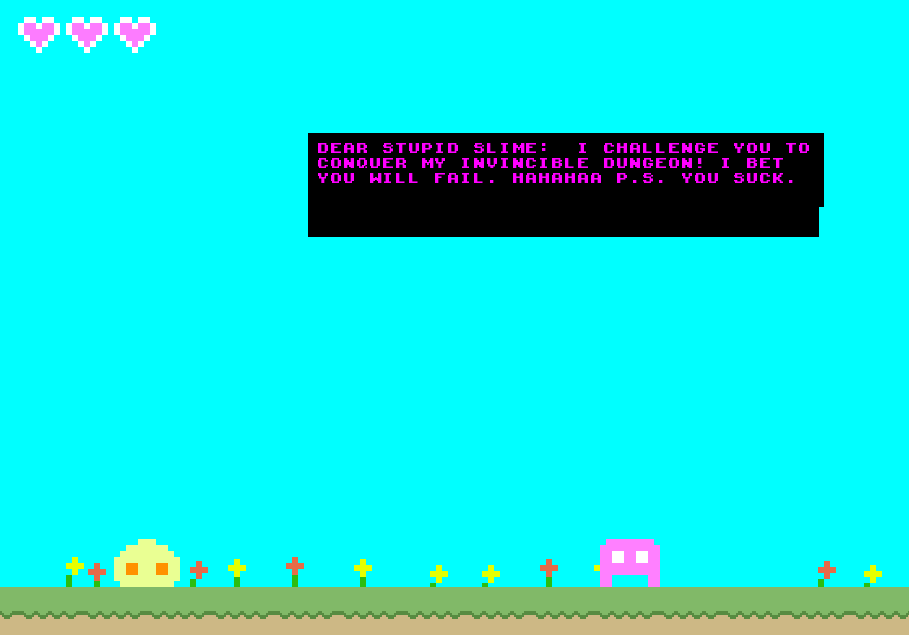 DEAR STUPID SLIME:  I CHALLENGE YOU TO
CONQUER MY INVINCIBLE DUNGEON! I BET
YOU WILL FAIL. HAHAHAA P.S. YOU SUCK.